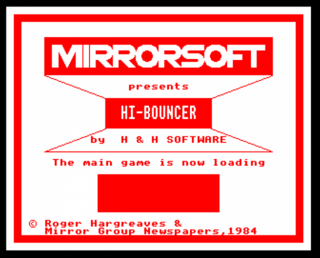 MIRRORSOFT
presents
HI-BOUNCER
by H & H SOFTWARE
The main game is now loading
© Roger Hargreaves &
Mirror Group Newspapers,1984